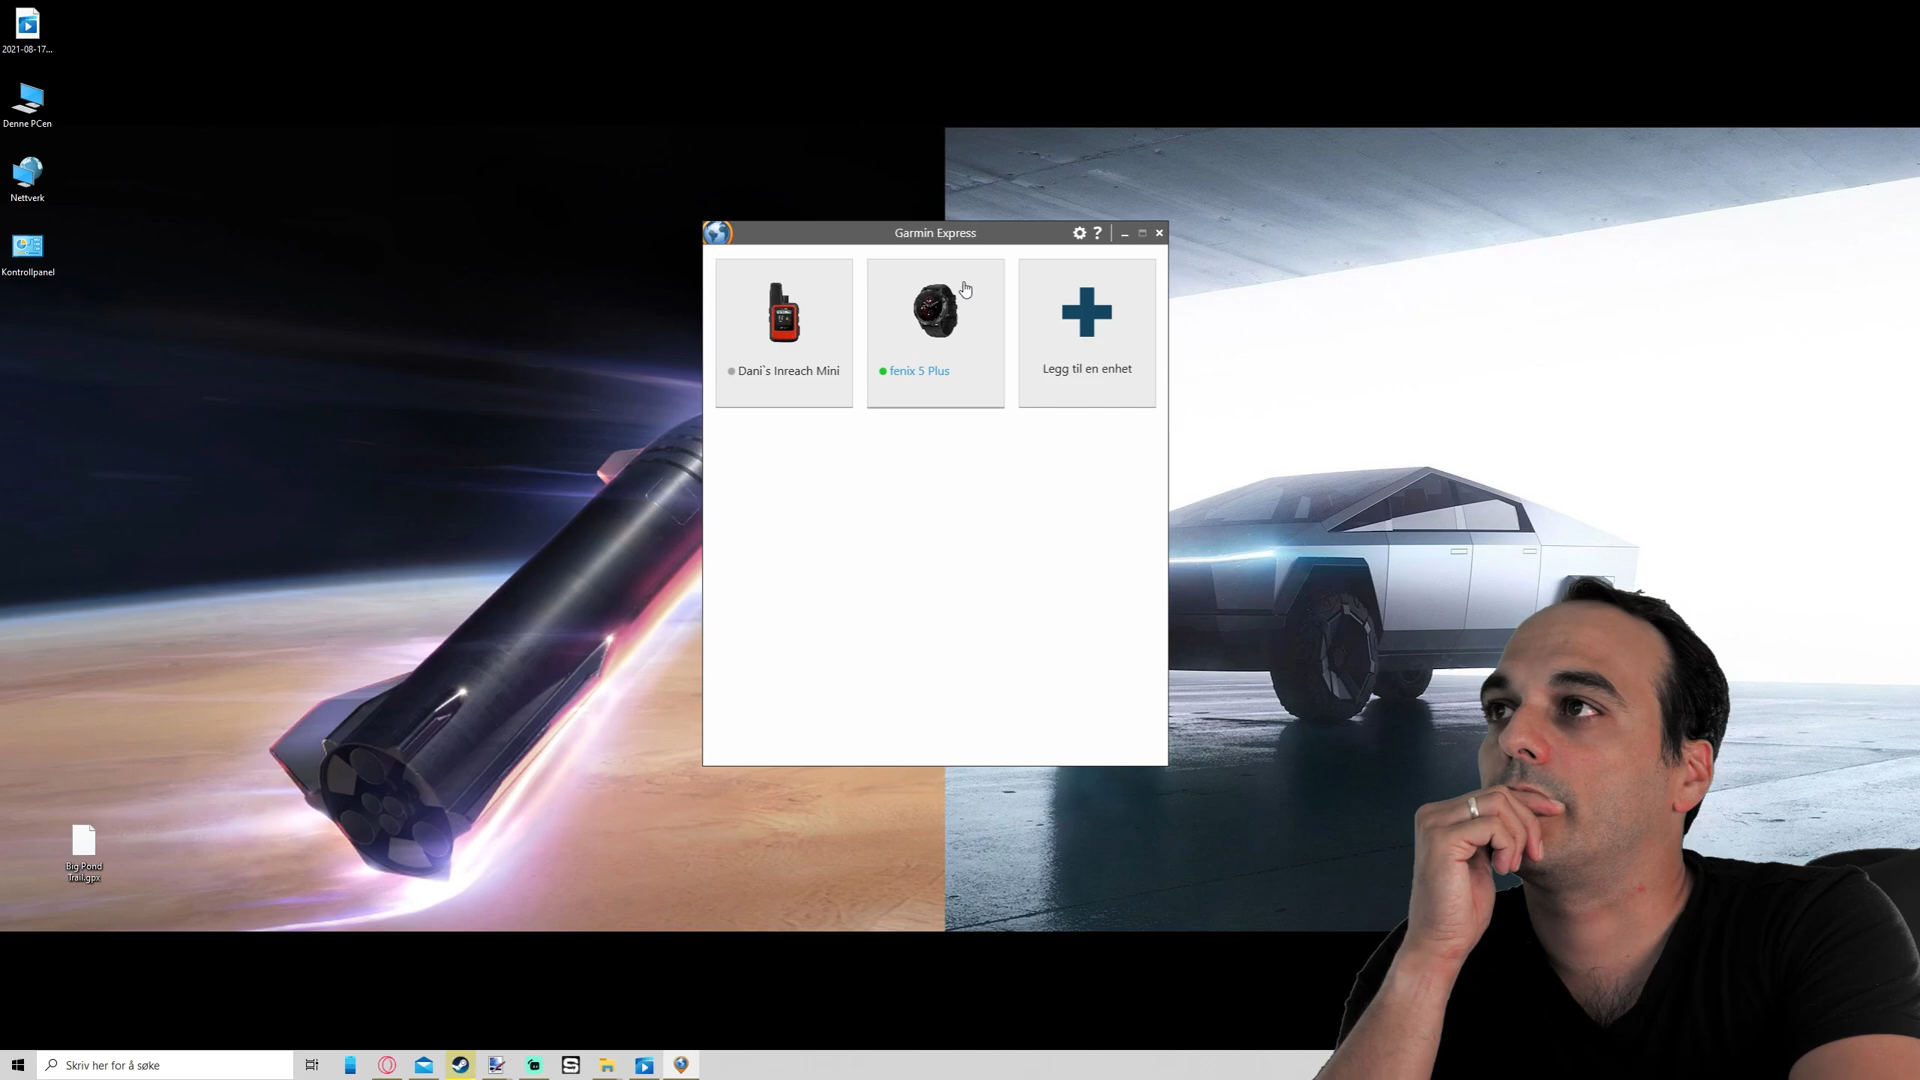 2021-08-17...
Denne PCen
Nettverk
Kontrollpanel
Big Pond
Trail.gpx
Garmin Express
?
Dani`s Inreach Mini
fenix 5 Plus
Legg til en enhet
Skriv her for å søke